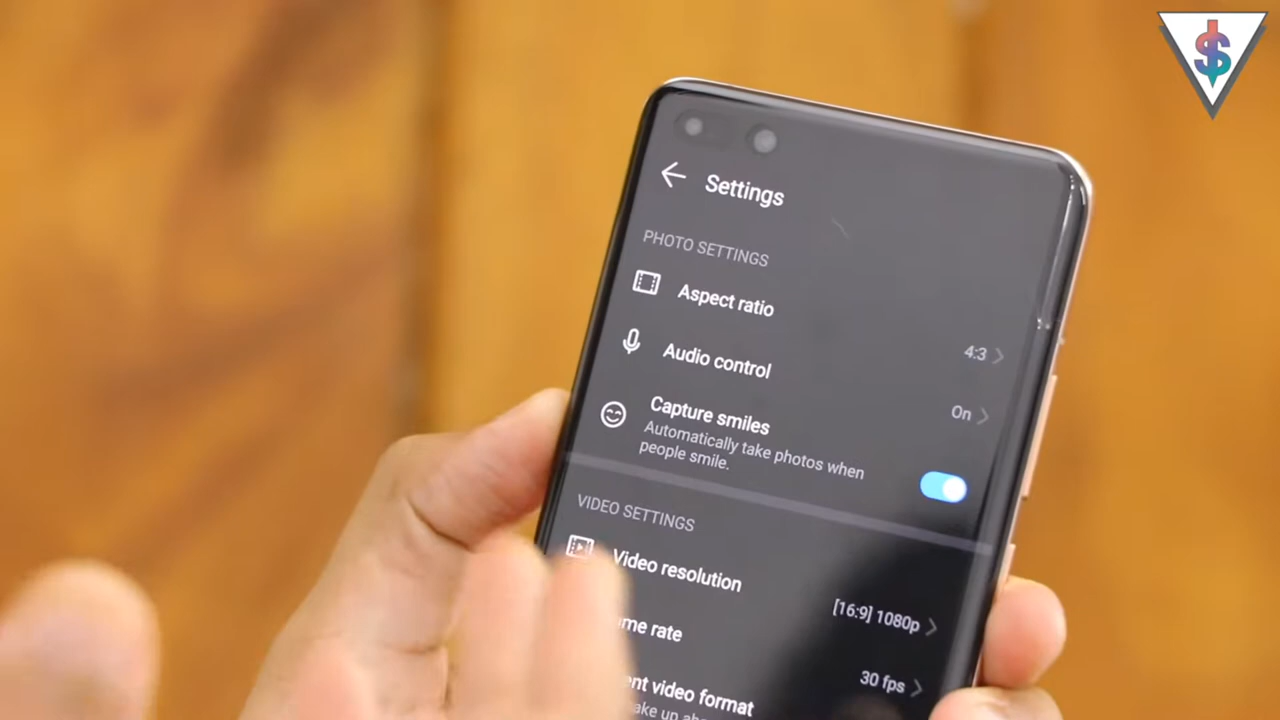 Settings
PHOTO SETTINGS
Aspect ratio
4:3
Audio control
On
Capture smiles
Automatically take photos when
people smile.
VIDEO SETTINGS
Video resolution
[16:9] 1080p
rate
30 fps
video format
up
$